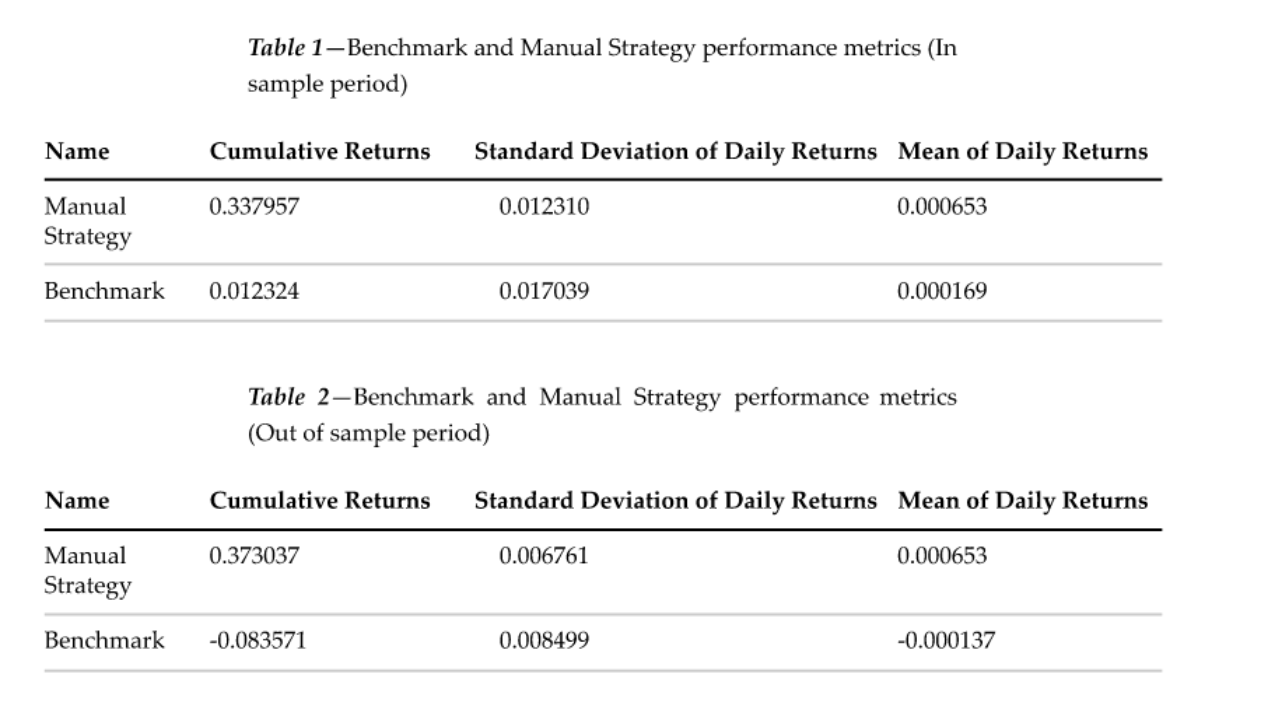 Table 1—Benchmark and Manual Strategy performance metrics (In
sample period)
Name Cumulative Returns Standard Deviation of Daily Returns Mean of Daily Returns
Manual
Strategy 0.337957 0.012310 0.000653
Benchmark 0.012324 0.017039 0.000169
Table 2—Benchmark and Manual Strategy performance metrics
(Out of sample period)
Name Cumulative Returns Standard Deviation of Daily Returns Mean of Daily Returns
Manual
Strategy 0.373037 0.006761 0.000653
Benchmark -0.083571 0.008499 -0.000137